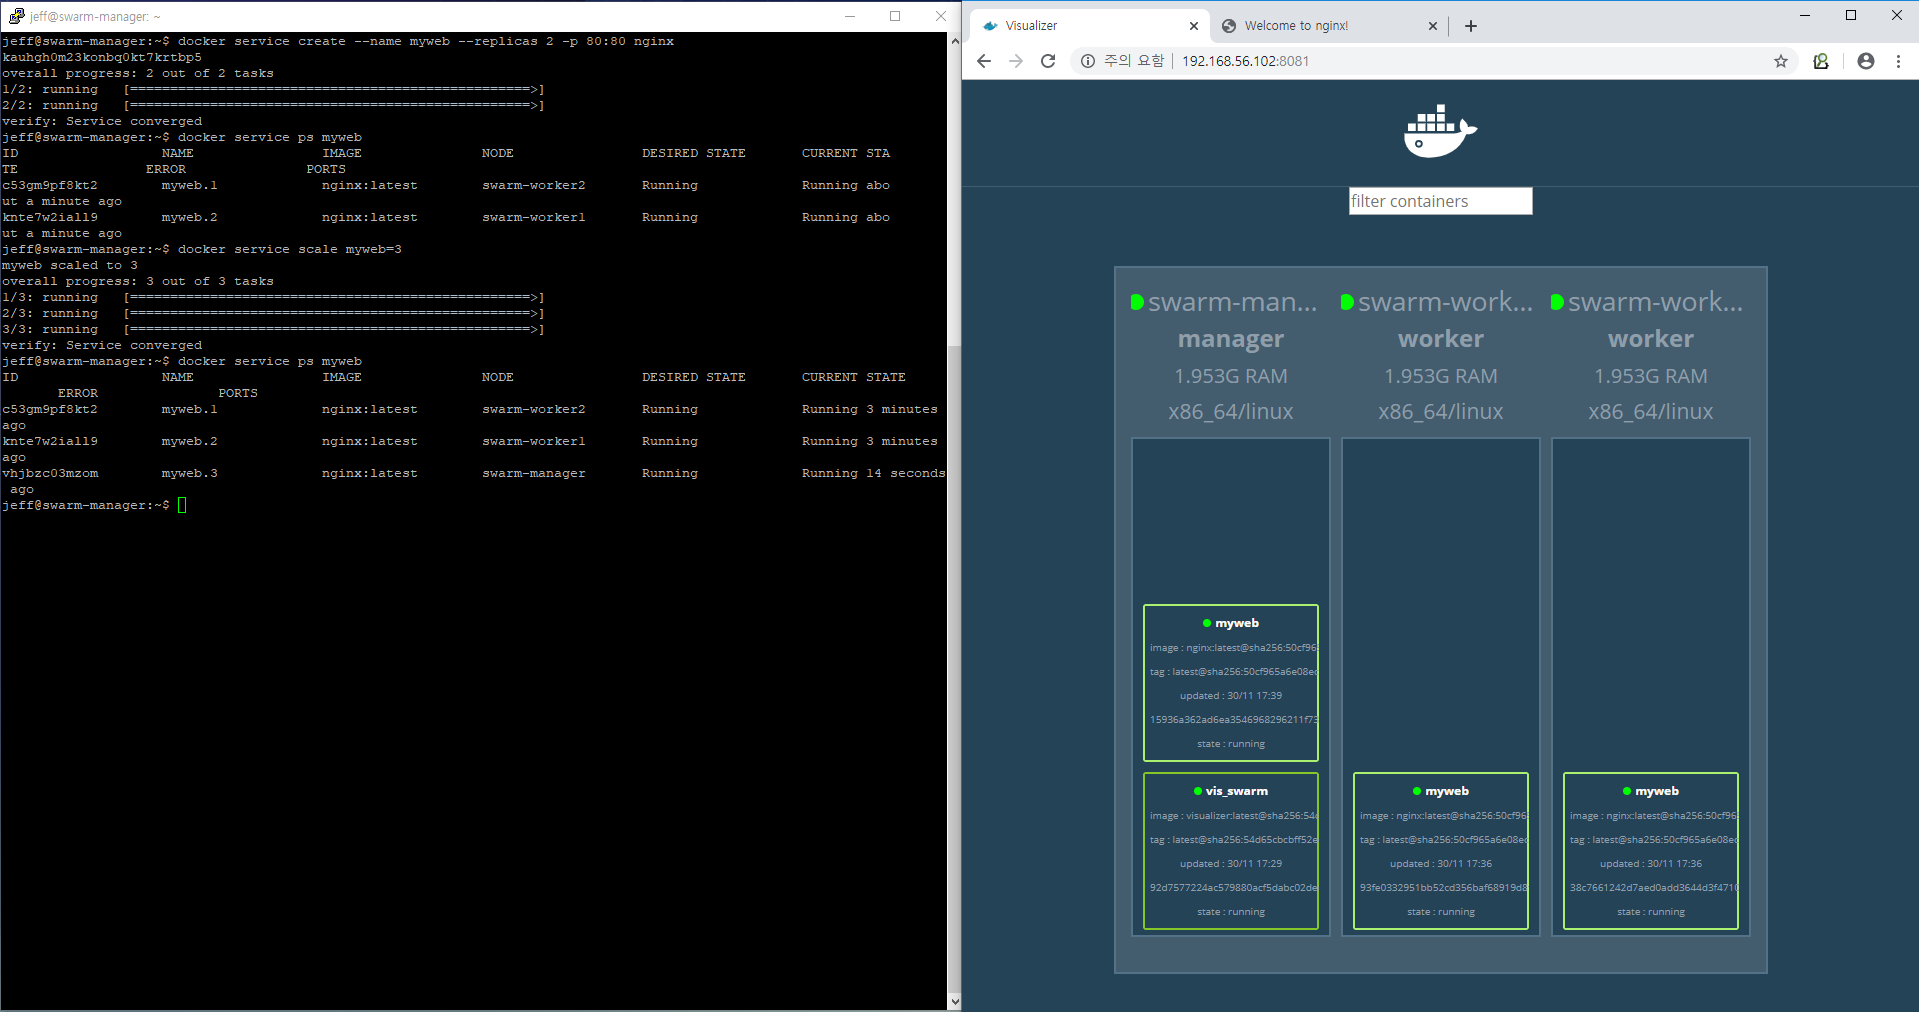 jeff@swarm-manager: ~
jeff@swarm-manager:~$ docker service create --name myweb --replicas 2 -p 80:80 nginx
kauhgh0m23konbq0kt7krtbp5
overall progress: 2 out of 2 tasks
1/2: running   [==================================================>]
2/2: running   [==================================================>]
verify: Service converged
jeff@swarm-manager:~$ docker service ps myweb
ID                  NAME                IMAGE               NODE                DESIRED STATE       CURRENT STA
TE                ERROR               PORTS
c53gm9pf8kt2        myweb.1             nginx:latest        swarm-worker2       Running             Running abo
ut a minute ago
knte7w2iall9        myweb.2             nginx:latest        swarm-worker1       Running             Running abo
ut a minute ago
jeff@swarm-manager:~$ docker service scale myweb=3
myweb scaled to 3
overall progress: 3 out of 3 tasks
1/3: running   [==================================================>]
2/3: running   [==================================================>]
3/3: running   [==================================================>]
verify: Service converged
jeff@swarm-manager:~$ docker service ps myweb
ID                  NAME                IMAGE               NODE                DESIRED STATE       CURRENT STATE
       ERROR               PORTS
c53gm9pf8kt2        myweb.1             nginx:latest        swarm-worker2       Running             Running 3 minutes
ago
knte7w2iall9        myweb.2             nginx:latest        swarm-worker1       Running             Running 3 minutes
ago
vhjbzc03mzom        myweb.3             nginx:latest        swarm-manager       Running             Running 14 seconds
 ago
jeff@swarm-manager:~$
Visualizer
Welcome to nginx!
주의 요함 | 192.168.56.102:8081
filter containers
swarm-man...
manager
1.953G RAM
x86_64/linux
myweb
image : nginx:latest@sha256:50cf96
tag : latest@sha256:50cf965a6e08ec
updated : 30/11 17:39
15936a362ad6ea3546968296211f73
state : running
vis_swarm
image : visualizer:latest@sha256:54d
tag : latest@sha256:54d65cbcbff52e
updated : 30/11 17:29
92d7577224ac579880acf5dabc02de
state : running
swarm-work...
worker
1.953G RAM
x86_64/linux
myweb
image : nginx:latest@sha256:50cf96
tag : latest@sha256:50cf965a6e08ec
updated : 30/11 17:36
93fe0332951bb52cd356baf68919d8
state : running
swarm-work...
worker
1.953G RAM
x86_64/linux
myweb
image : nginx:latest@sha256:50cf96
tag : latest@sha256:50cf965a6e08ec
updated : 30/11 17:36
38c7661242d7aed0add3644d3f4710
state : running